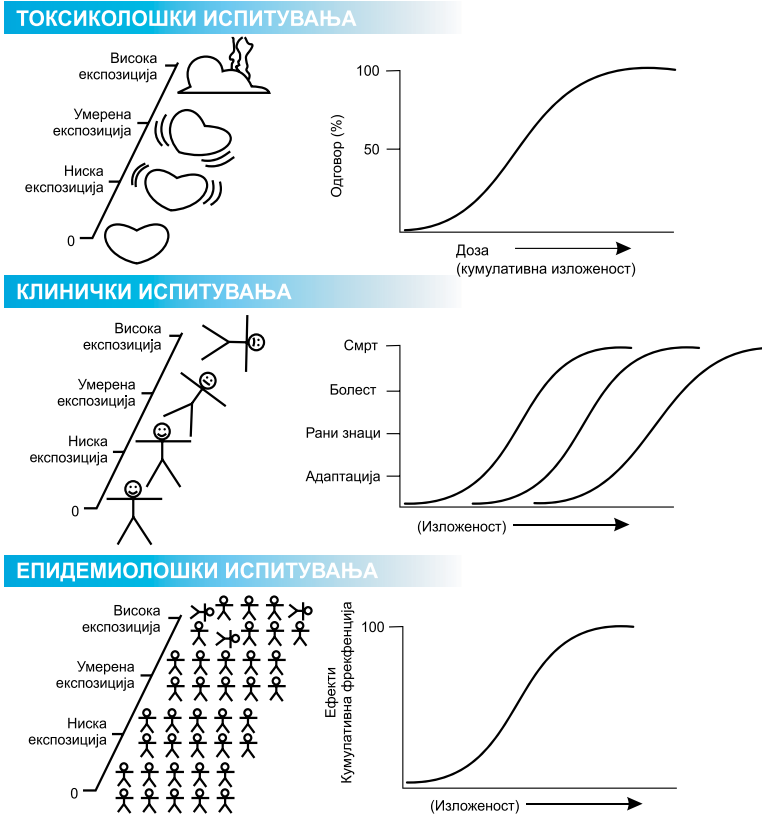 ТОКСИКОЛОШКИ ИСПИТУВАЊА
Висока
експозиција
Умерена
експозиција
Ниска
експозиција
0
Одговор (%)
100
50
Доза
(кумулативна изложеност)
КЛИНИЧКИ ИСПИТУВАЊА
Висока
експозиција
Умерена
експозиција
Ниска
експозиција
0
Смрт
Болест
Рани знаци
Адаптација
(Изложеност)
ЕПИДЕМИОЛОШКИ ИСПИТУВАЊА
Висока
експозиција
Умерена
експозиција
Ниска
експозиција
0
Ефекти
Кумулативна фрекфенција
100
(Изложеност)